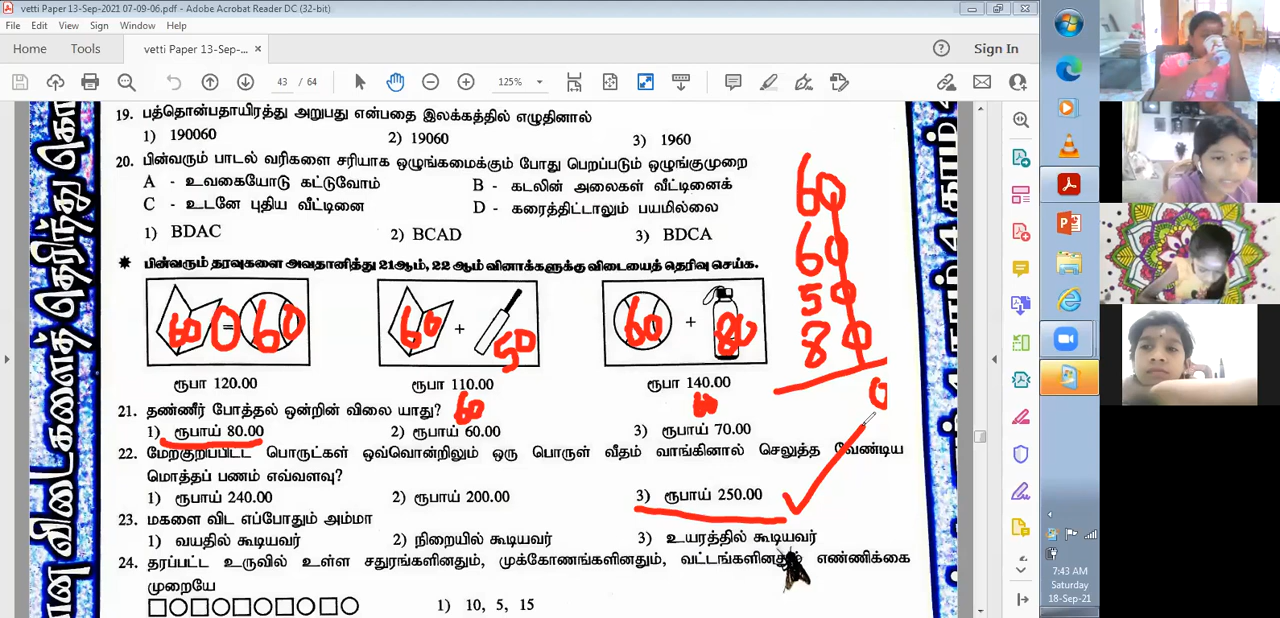 vetti Paper 13-Sep-2021 07-09-06.pdf - Adobe Acrobat Reader DC (32-bit)
File Edit View Sign Window Help
Home Tools vetti Paper 13-Sep-... × Sign In
43 / 64 125%
19. பத்தொன்பதாயிரத்து அறுபது என்பதை இலக்கத்தில் எழுதினால்
1) 190060 2) 19060 3) 1960
20. பின்வரும் பாடல் வரிகளை சரியாக ஒழுங்கமைக்கும் போது பெறப்படும் ஒழுங்குமுறை
A - உவகையோடு கட்டுவோம் B - கடலின் அலைகள் வீட்டினைக்
C - உடனே புதிய வீட்டினை D - கரைத்திட்டாலும் பயமில்லை
1) BDAC 2) BCAD 3) BDCA
* பின்வரும் தரவுகளை அவதானித்து 21ஆம், 22 ஆம் வினாக்களுக்கு விடையைத் தெரிவு செய்க.
60 0 = 60 60 + 50 60 + 80
ரூபா 120.00 ரூபா 110.00 ரூபா 140.00
60
60
50
80
0
21. தண்ணீர் போத்தல் ஒன்றின் விலை யாது? 60 60
1) ரூபாய் 80.00 2) ரூபாய் 60.00 3) ரூபாய் 70.00
22. மேற்குறிப்பிட்ட பொருட்கள் ஒவ்வொன்றிலும் ஒரு பொருள் வீதம் வாங்கினால் செலுத்த வேண்டிய
மொத்தப் பணம் எவ்வளவு?
1) ரூபாய் 240.00 2) ரூபாய் 200.00 3) ரூபாய் 250.00
23. மகளை விட எப்போதும் அம்மா
1) வயதில் கூடியவர் 2) நிறையில் கூடியவர் 3) உயரத்தில் கூடியவர்
24. தரப்பட்ட உருவில் உள்ள சதுரங்களினதும், முக்கோணங்களினதும், வட்டங்களினதும் எண்ணிக்கை
முறையே
1) 10, 5, 15
7:43 AM
Saturday
18-Sep-21